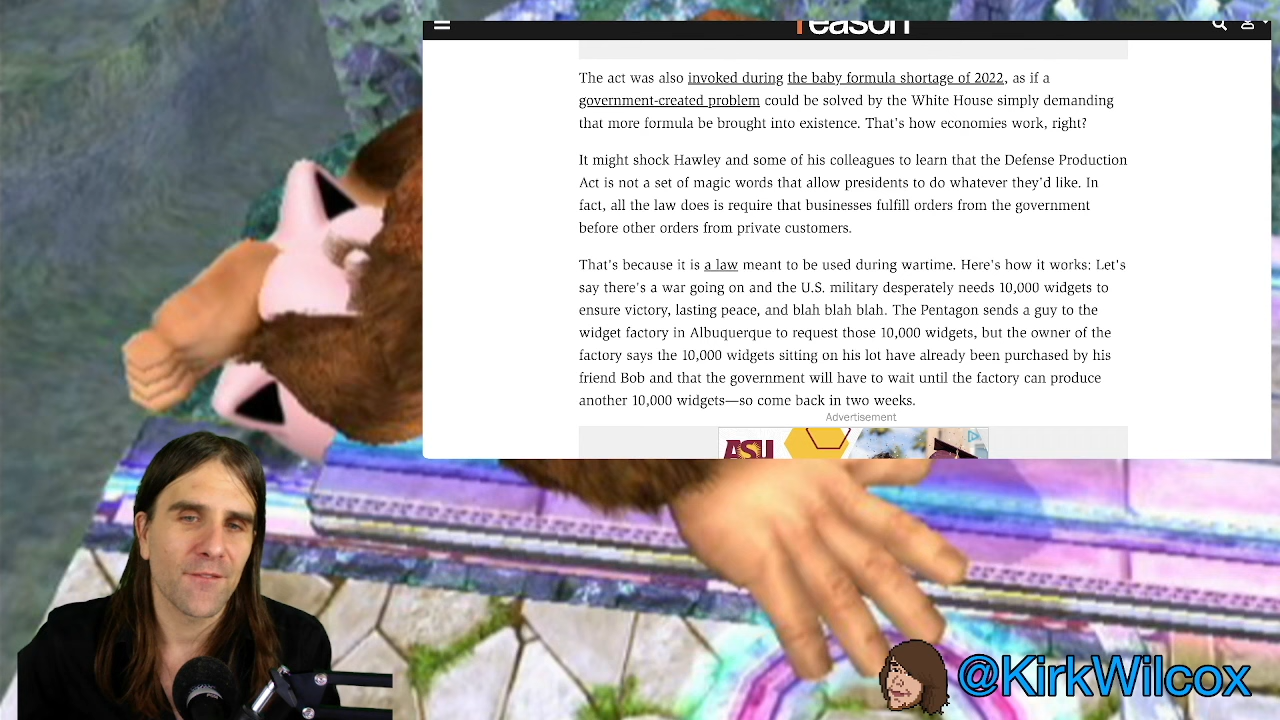 reason
The act was also invoked during the baby formula shortage of 2022, as if a
government-created problem could be solved by the White House simply demanding
that more formula be brought into existence. That's how economies work, right?
It might shock Hawley and some of his colleagues to learn that the Defense Production
Act is not a set of magic words that allow presidents to do whatever they'd like. In
fact, all the law does is require that businesses fulfill orders from the government
before other orders from private customers.
That's because it is a law meant to be used during wartime. Here's how it works: Let's
say there's a war going on and the U.S. military desperately needs 10,000 widgets to
ensure victory, lasting peace, and blah blah blah. The Pentagon sends a guy to the
widget factory in Albuquerque to request those 10,000 widgets, but the owner of the
factory says the 10,000 widgets sitting on his lot have already been purchased by his
friend Bob and that the government will have to wait until the factory can produce
another 10,000 widgets—so come back in two weeks.
Advertisement
ASU
@KirkWilcox